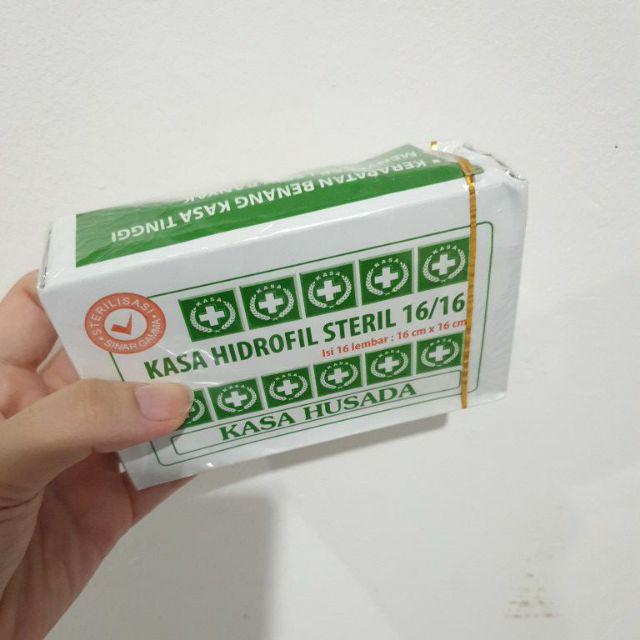 KERAPATAN BENANG KASA TINGGI
STERILISASI
SINAR GAMMA
KASA HIDROFIL STERIL 16/16
Isi 16 lembar ; 16 cm x 16 cm
KASA HUSADA